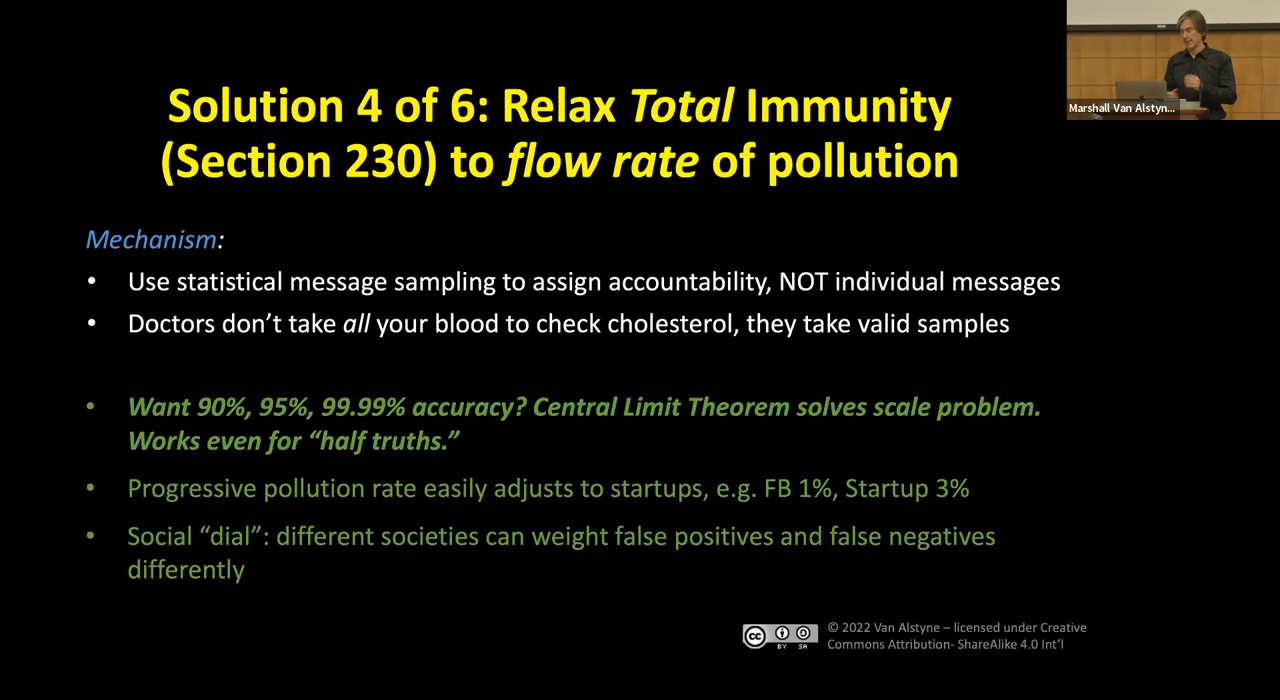 Marshall Van Alstyn...
Solution 4 of 6: Relax Total Immunity
(Section 230) to flow rate of pollution
Mechanism:
• Use statistical message sampling to assign accountability, NOT individual messages
• Doctors don’t take all your blood to check cholesterol, they take valid samples
• Want 90%, 95%, 99.99% accuracy? Central Limit Theorem solves scale problem.
Works even for “half truths.”
• Progressive pollution rate easily adjusts to startups, e.g. FB 1%, Startup 3%
• Social “dial”: different societies can weight false positives and false negatives
differently
cc BY SA
© 2022 Van Alstyne – licensed under Creative
Commons Attribution- ShareAlike 4.0 Int’l